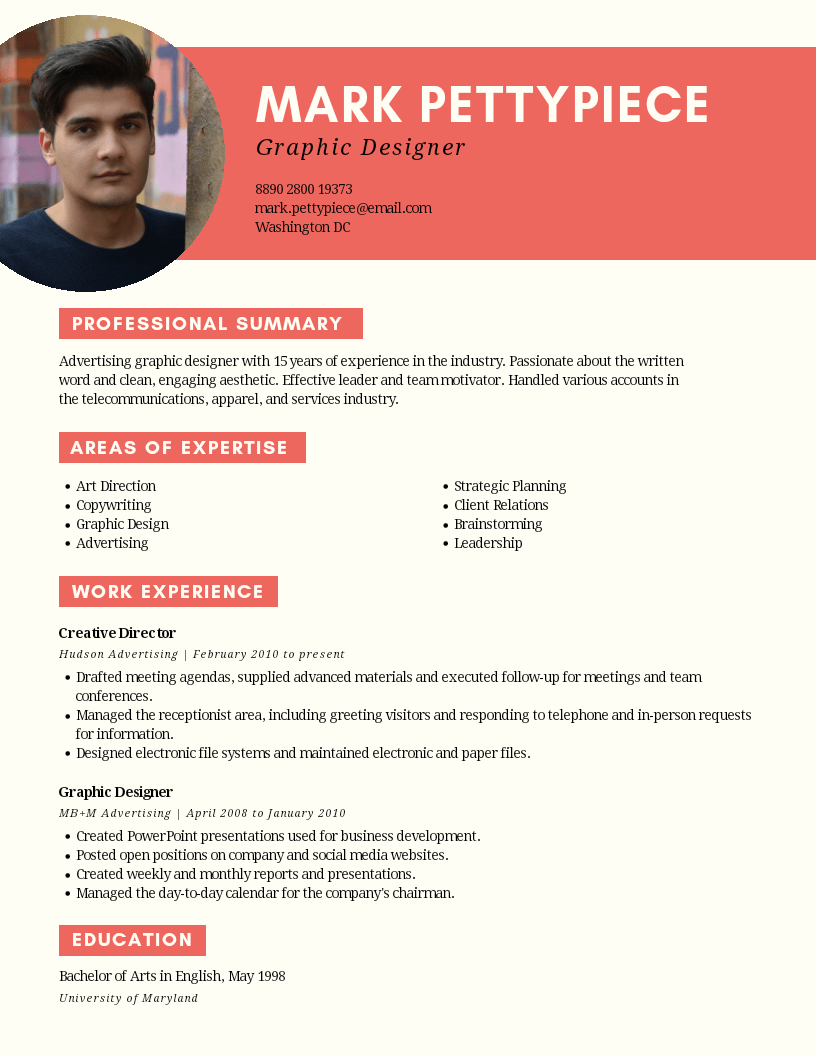 MARK PETTYPIECE
Graphic Designer
8890 2800 19373
mark.pettypiece@email.com
Washington DC
PROFESSIONAL SUMMARY
Advertising graphic designer with 15 years of experience in the industry. Passionate about the written
word and clean, engaging aesthetic. Effective leader and team motivator. Handled various accounts in
the telecommunications, apparel, and services industry.
AREAS OF EXPERTISE
• Art Direction
• Copywriting
• Graphic Design
• Advertising
• Strategic Planning
• Client Relations
• Brainstorming
• Leadership
WORK EXPERIENCE
Creative Director
Hudson Advertising | February 2010 to present
• Drafted meeting agendas, supplied advanced materials and executed follow-up for meetings and team
conferences.
• Managed the receptionist area, including greeting visitors and responding to telephone and in-person requests
for information.
• Designed electronic file systems and maintained electronic and paper files.
Graphic Designer
MB+M Advertising | April 2008 to January 2010
• Created PowerPoint presentations used for business development.
• Posted open positions on company and social media websites.
• Created weekly and monthly reports and presentations.
• Managed the day-to-day calendar for the company's chairman.
EDUCATION
Bachelor of Arts in English, May 1998
University of Maryland